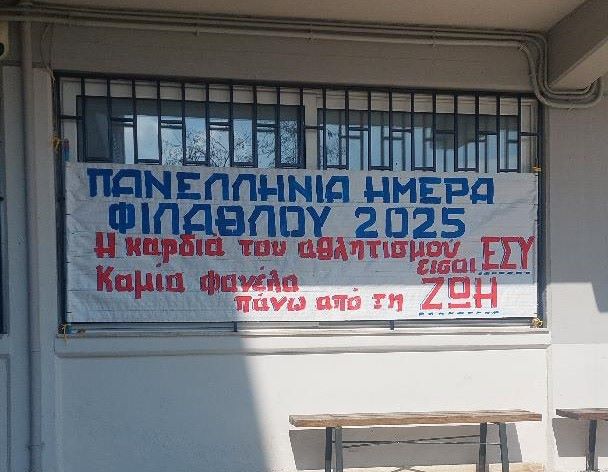 ΠΑΝΕΛΛΗΝΙΑ ΗΜΕΡΑ
ΦΙΛΑΘΛΟΥ 2025
Η καρδιά του αθλητισμού
είσαι ΕΣΥ
Καμία φανέλα
πάνω από τη ΖΩΗ